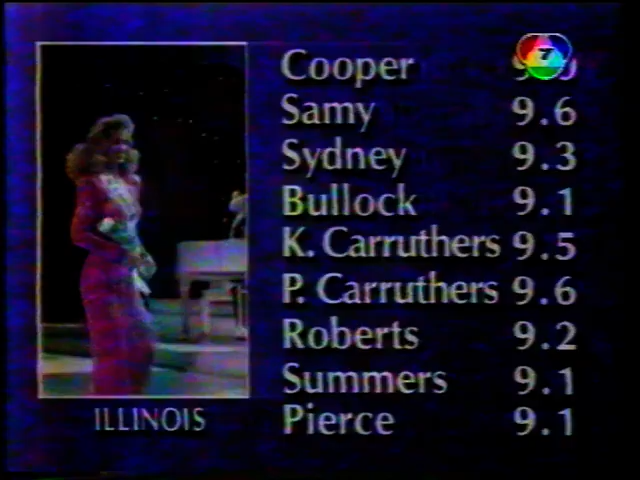 Cooper
Samy 9.6
Sydney 9.3
Bullock 9.1
K. Carruthers 9.5
P. Carruthers 9.6
Roberts 9.2
Summers 9.1
Pierce 9.1
ILLINOIS
7